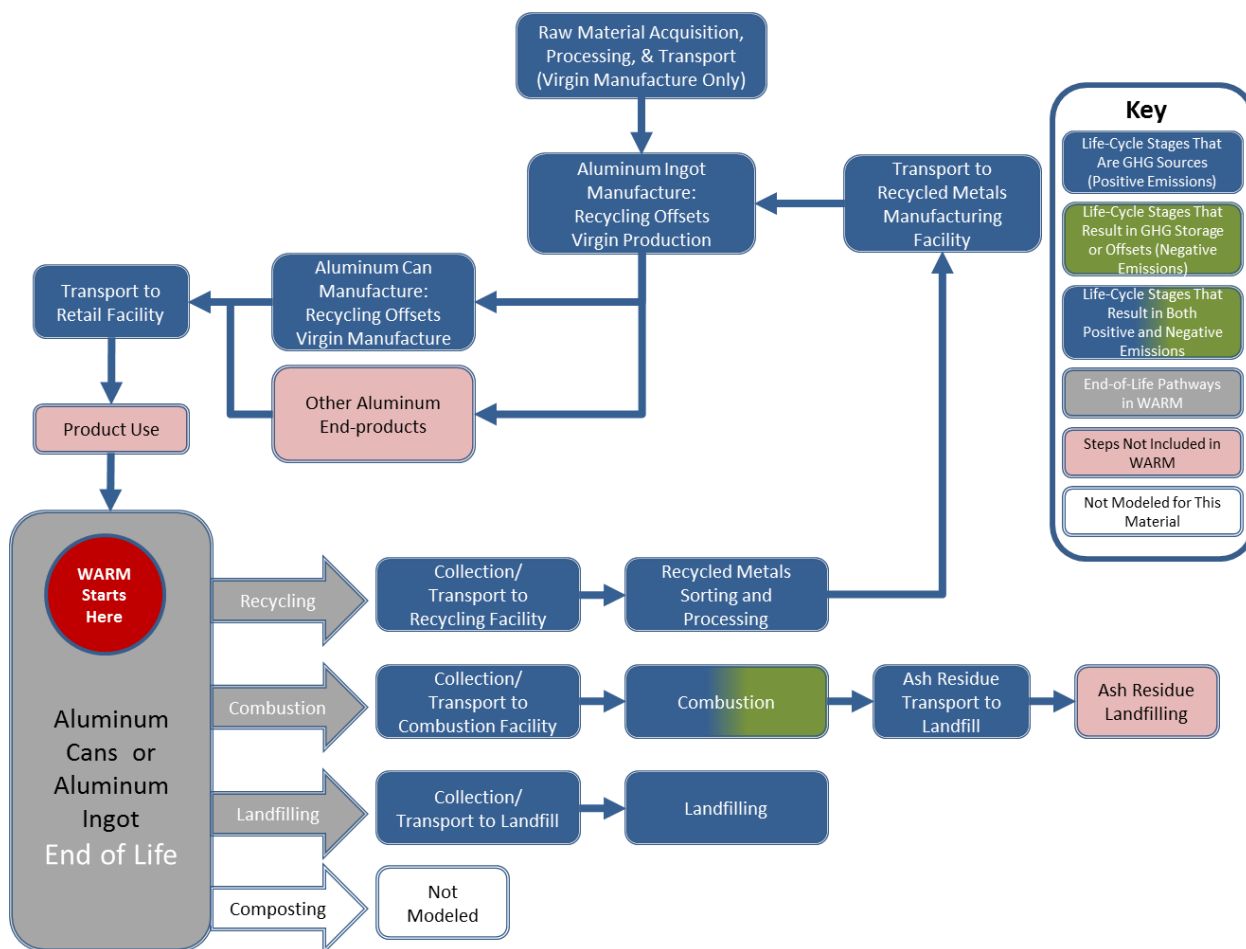 Raw Material Acquisition,
Processing, & Transport
(Virgin Manufacture Only)
Key
Life-Cycle Stages That
Are GHG Sources
(Positive Emissions)
Life-Cycle Stages That
Result in GHG Storage
or Offsets (Negative
Emissions)
Life-Cycle Stages That
Result in Both
Positive and Negative
Emissions
End-of-Life Pathways
in WARM
Steps Not Included in
WARM
Not Modeled for This
Material
Aluminum Ingot
Manufacture:
Recycling Offsets
Virgin Production
Transport to
Recycled Metals
Manufacturing
Facility
Aluminum Can
Manufacture:
Recycling Offsets
Virgin Manufacture
Transport to
Retail Facility
Other Aluminum
End-products
Product Use
WARM
Starts
Here
Aluminum
Cans or
Aluminum
Ingot
End of Life
Recycling
Collection/
Transport to
Recycling Facility
Recycled Metals
Sorting and
Processing
Combustion
Collection/
Transport to
Combustion Facility
Combustion
Ash Residue
Transport to
Landfill
Ash Residue
Landfilling
Landfilling
Collection/
Transport to Landfill
Landfilling
Composting
Not
Modeled